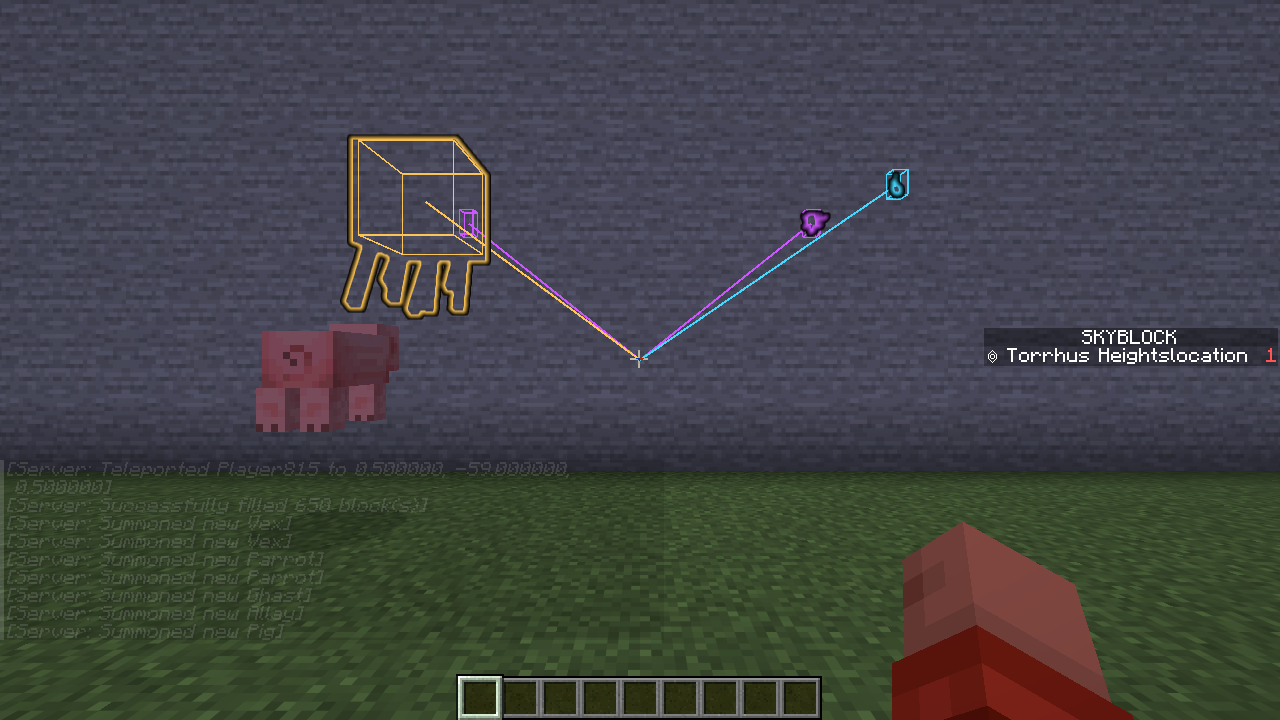 SKYBLOCK
⏣ Torrhus Heightslocation 1
[Server: Teleported Player815 to 0.500000, -59.000000,
0.500000]
[Server: Successfully filled 650 block(s)]
[Server: Summoned new Vex]
[Server: Summoned new Vex]
[Server: Summoned new Parrot]
[Server: Summoned new Parrot]
[Server: Summoned new Ghast]
[Server: Summoned new Allay]
[Server: Summoned new Pig]